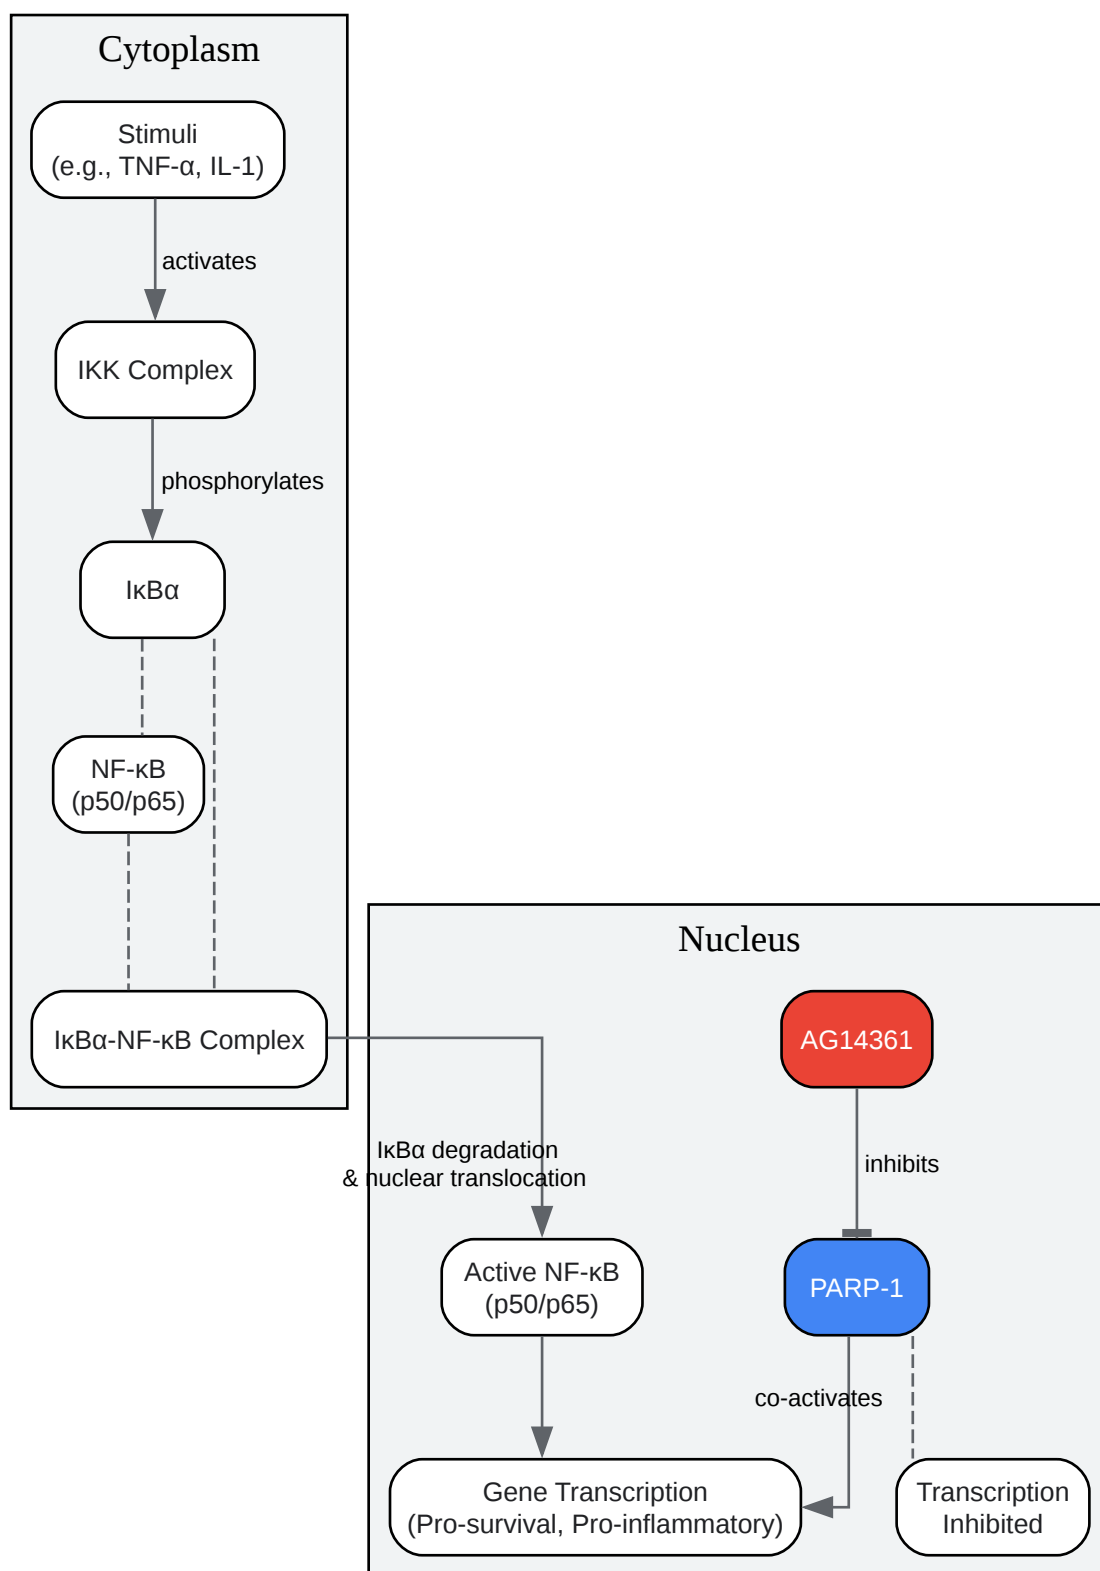 Cytoplasm
Stimuli
(e.g., TNF-α, IL-1)
activates
IKK Complex
phosphorylates
IκBα
NF-κB
(p50/p65)
IκBα-NF-κB Complex
Nucleus
AG14361
IκBα degradation
& nuclear translocation
inhibits
Active NF-κB
(p50/p65)
PARP-1
co-activates
Gene Transcription
(Pro-survival, Pro-inflammatory)
Transcription
Inhibited